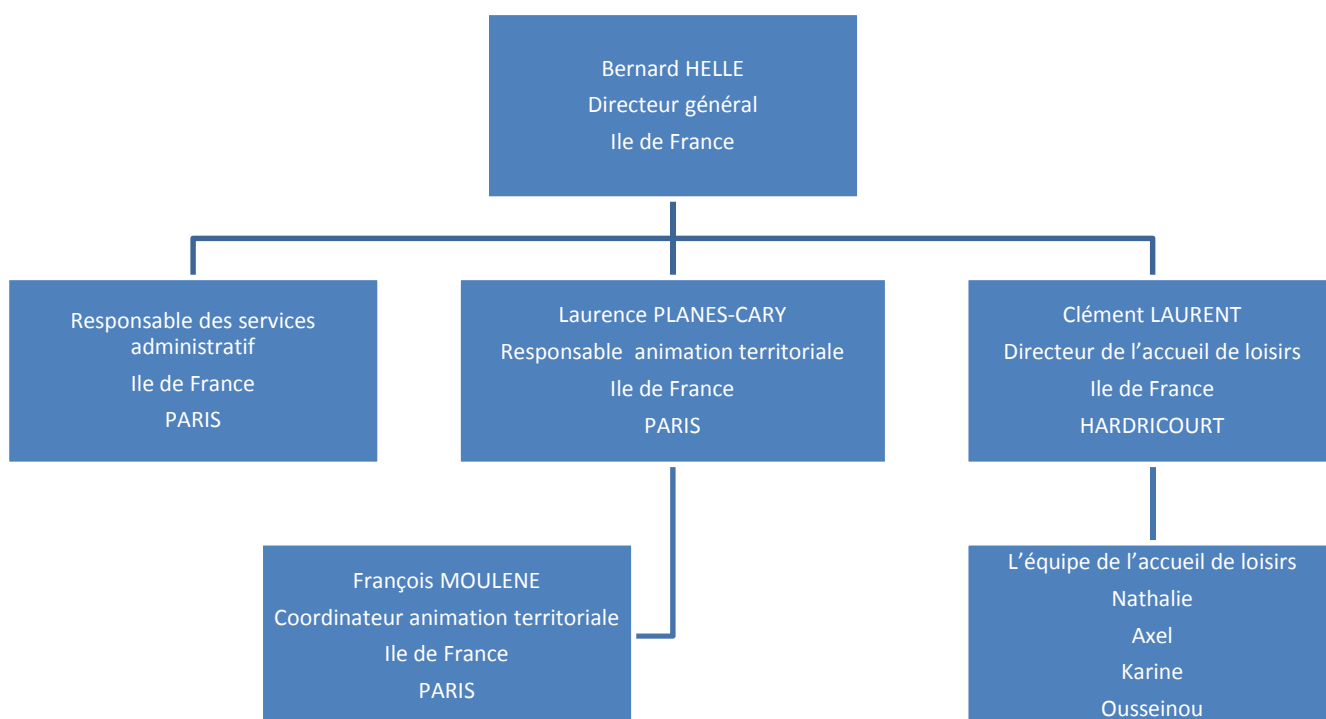 Bernard HELLE
Directeur général
Ile de France
Responsable des services
administratif
Ile de France
PARIS
Laurence PLANES-CARY
Responsable  animation territoriale
Ile de France
PARIS
Clément LAURENT
Directeur de l’accueil de loisirs
Ile de France
HARDRICOURT
François MOULENE
Coordinateur animation territoriale
Ile de France
PARIS
L’équipe de l’accueil de loisirs
Nathalie
Axel
Karine
Ousseinou